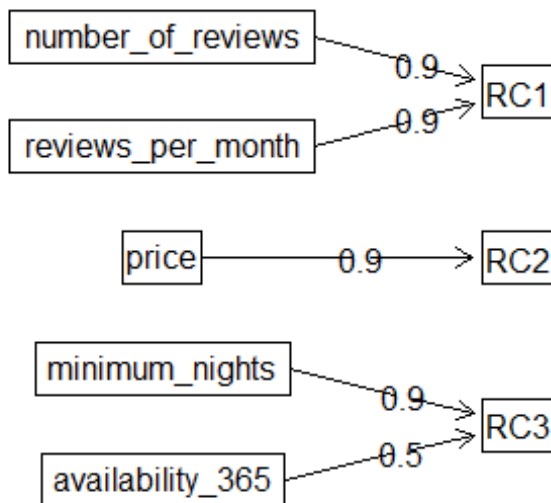 number_of_reviews
0.9
RC1
reviews_per_month
0.9
price
0.9
RC2
minimum_nights
0.9
RC3
availability_365
0.5